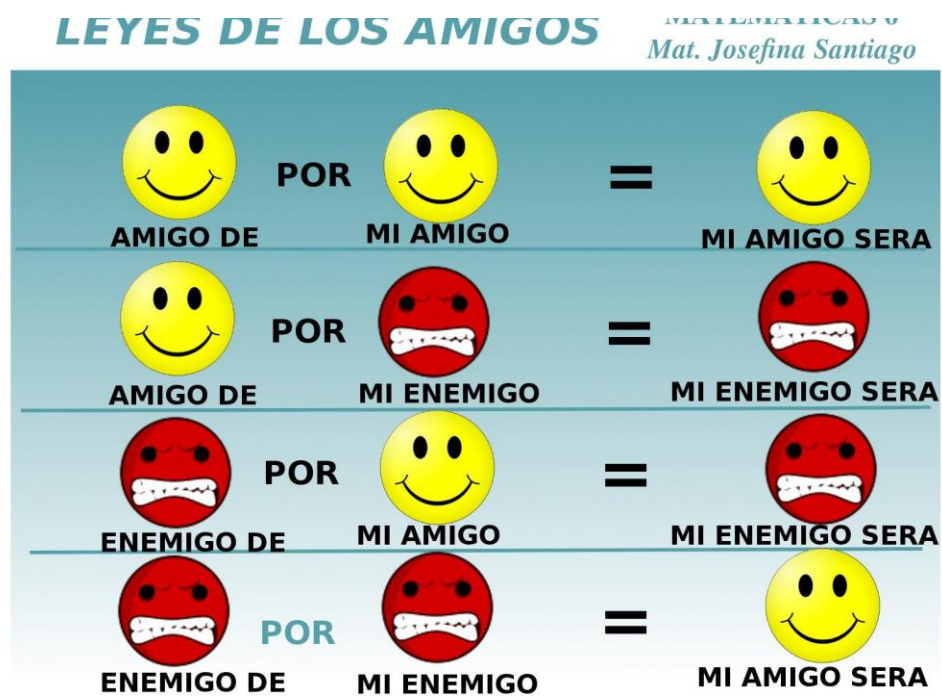 LEYES DE LOS AMIGOS
MATEMATICAS 6
Mat. Josefina Santiago
POR =
AMIGO DE MI AMIGO MI AMIGO SERA
POR =
AMIGO DE MI ENEMIGO MI ENEMIGO SERA
POR =
ENEMIGO DE MI AMIGO MI ENEMIGO SERA
POR =
ENEMIGO DE MI ENEMIGO MI AMIGO SERA